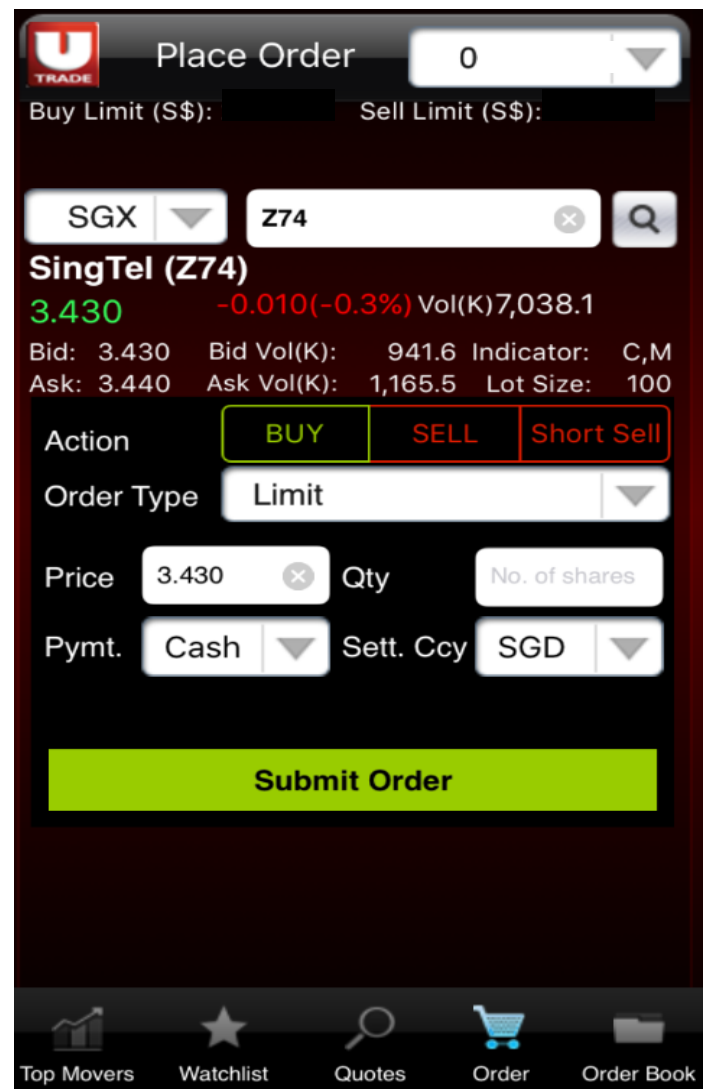 U TRADE Place Order 0
Buy Limit (S$): Sell Limit (S$):
SGX Z74
SingTel (Z74)
3.430 -0.010(-0.3%) Vol(K)7,038.1
Bid: 3.430 Bid Vol(K): 941.6 Indicator: C,M
Ask: 3.440 Ask Vol(K): 1,165.5 Lot Size: 100
Action BUY SELL Short Sell
Order Type Limit
Price 3.430 Qty No. of shares
Pymt. Cash Sett. Ccy SGD
Submit Order
Top Movers Watchlist Quotes Order Order Book